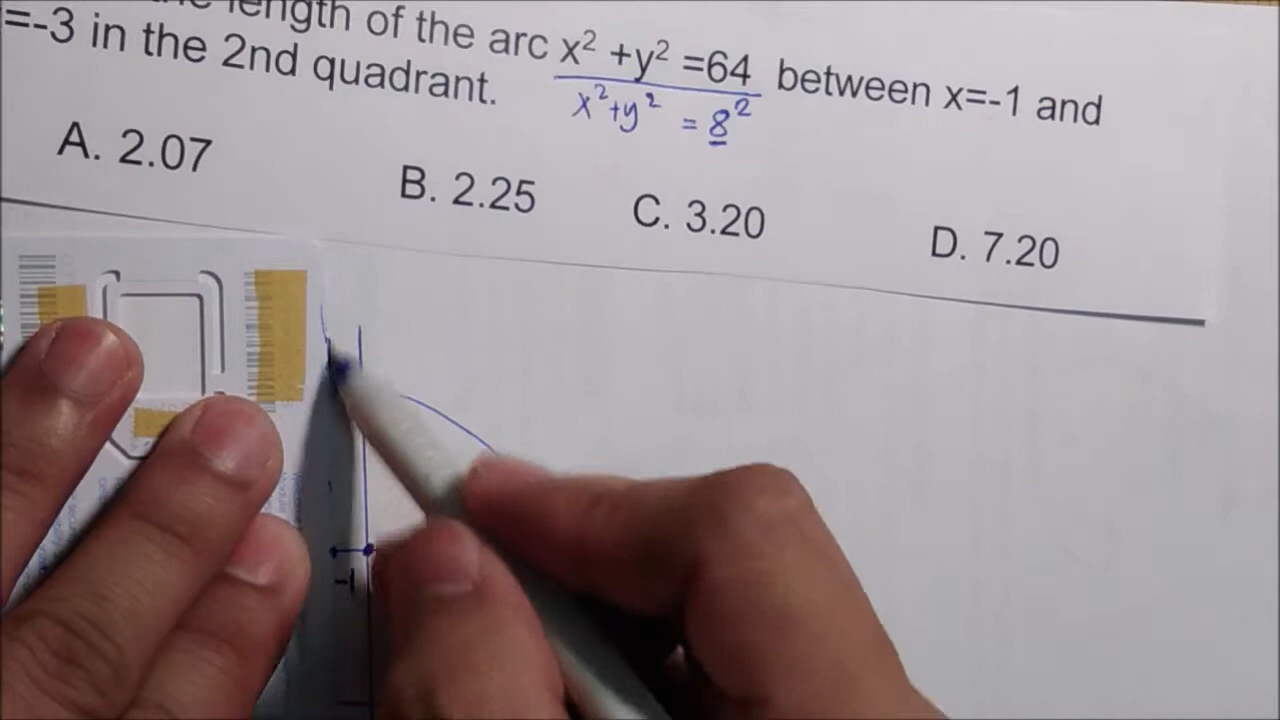 length of the arc x² +y² =64 between x=-1 and
=-3 in the 2nd quadrant.
x²+y² = 8²
A. 2.07 B. 2.25 C. 3.20 D. 7.20
-1